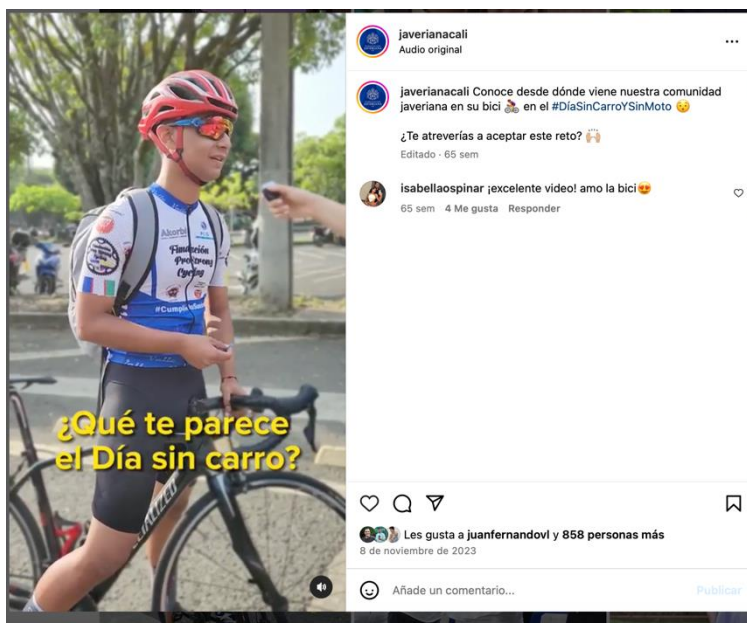 Akorbi
Fundación
ProStrong
Cycling
SPECIALIZED
¿Qué te parece
el Día sin carro?
javerianacali
Audio original
javerianacali Conoce desde dónde viene nuestra comunidad
javeriana en su bici 🚴🏻‍♀️ en el #DíaSinCarroYSinMoto 😌
¿Te atreverías a aceptar este reto? 🙌🏼
Editado · 65 sem
isabellaospinar ¡excelente video! amo la bici😍
65 sem 4 Me gusta Responder
Les gusta a juanfernandovl y 858 personas más
8 de noviembre de 2023
Añade un comentario...
Publicar